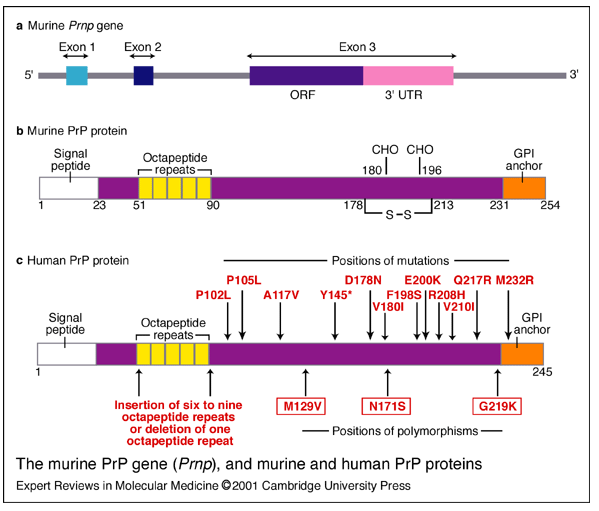 a Murine Prnp gene
Exon 1 Exon 2 Exon 3
5' 3'
ORF 3' UTR
b Murine PrP protein
Signal peptide
Octapeptide repeats
CHO CHO
180 196
GPI anchor
1 23 51 90 178 213 231 254
S–S
c Human PrP protein
Positions of mutations
P105L D178N E200K Q217R M232R
P102L A117V Y145* F198S R208H
V180I V210I
Signal peptide
Octapeptide repeats
GPI anchor
1 245
Insertion of six to nine
octapeptide repeats
or deletion of one
octapeptide repeat
M129V N171S G219K
Positions of polymorphisms
The murine PrP gene (Prnp), and murine and human PrP proteins
Expert Reviews in Molecular Medicine ©2001 Cambridge University Press